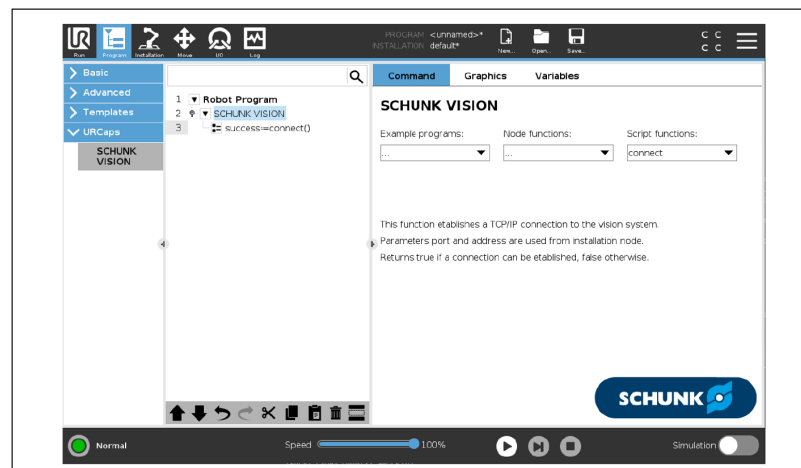 PROGRAM <unnamed>*
INSTALLATION default*
UR
Run
Program
Installation
Move
I/O
Log
New...
Open...
Save...
C C
C C
Basic
Advanced
Templates
URCaps
SCHUNK
VISION
1 Robot Program
2 SCHUNK VISION
3 success:=connect()
Command Graphics Variables
SCHUNK VISION
Example programs: Node functions: Script functions:
... ... connect
This function etablishes a TCP/IP connection to the vision system.
Parameters port and address are used from installation node.
Returns true if a connection can be etablished, false otherwise.
SCHUNK
Normal
Speed 100%
Simulation